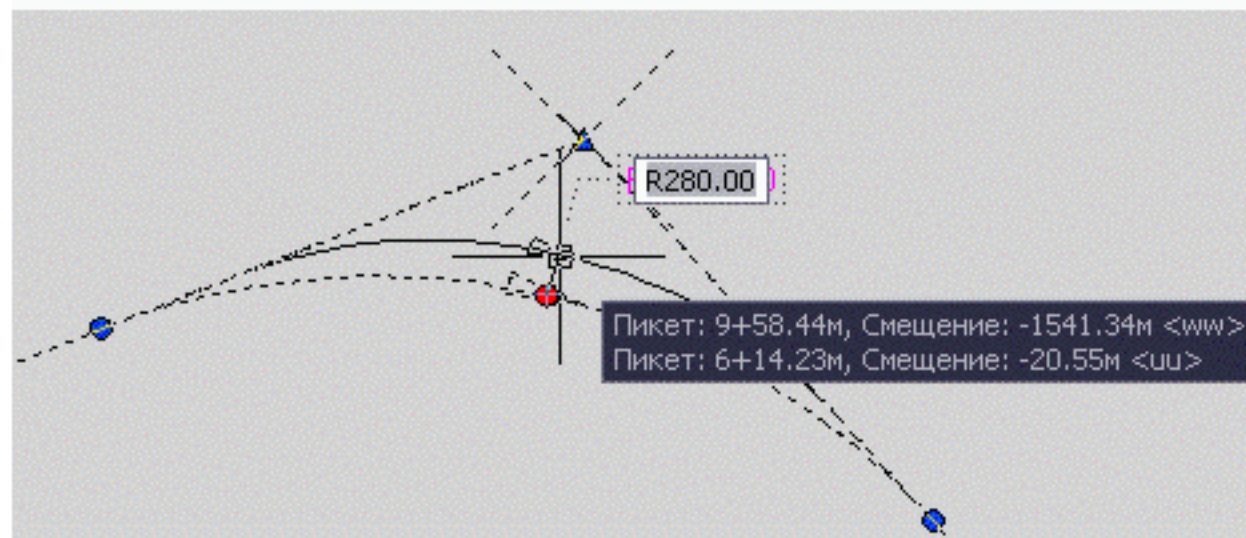 R280.00
Пикет: 9+58.44м, Смещение: -1541.34м <ww>
Пикет: 6+14.23м, Смещение: -20.55м <uu>